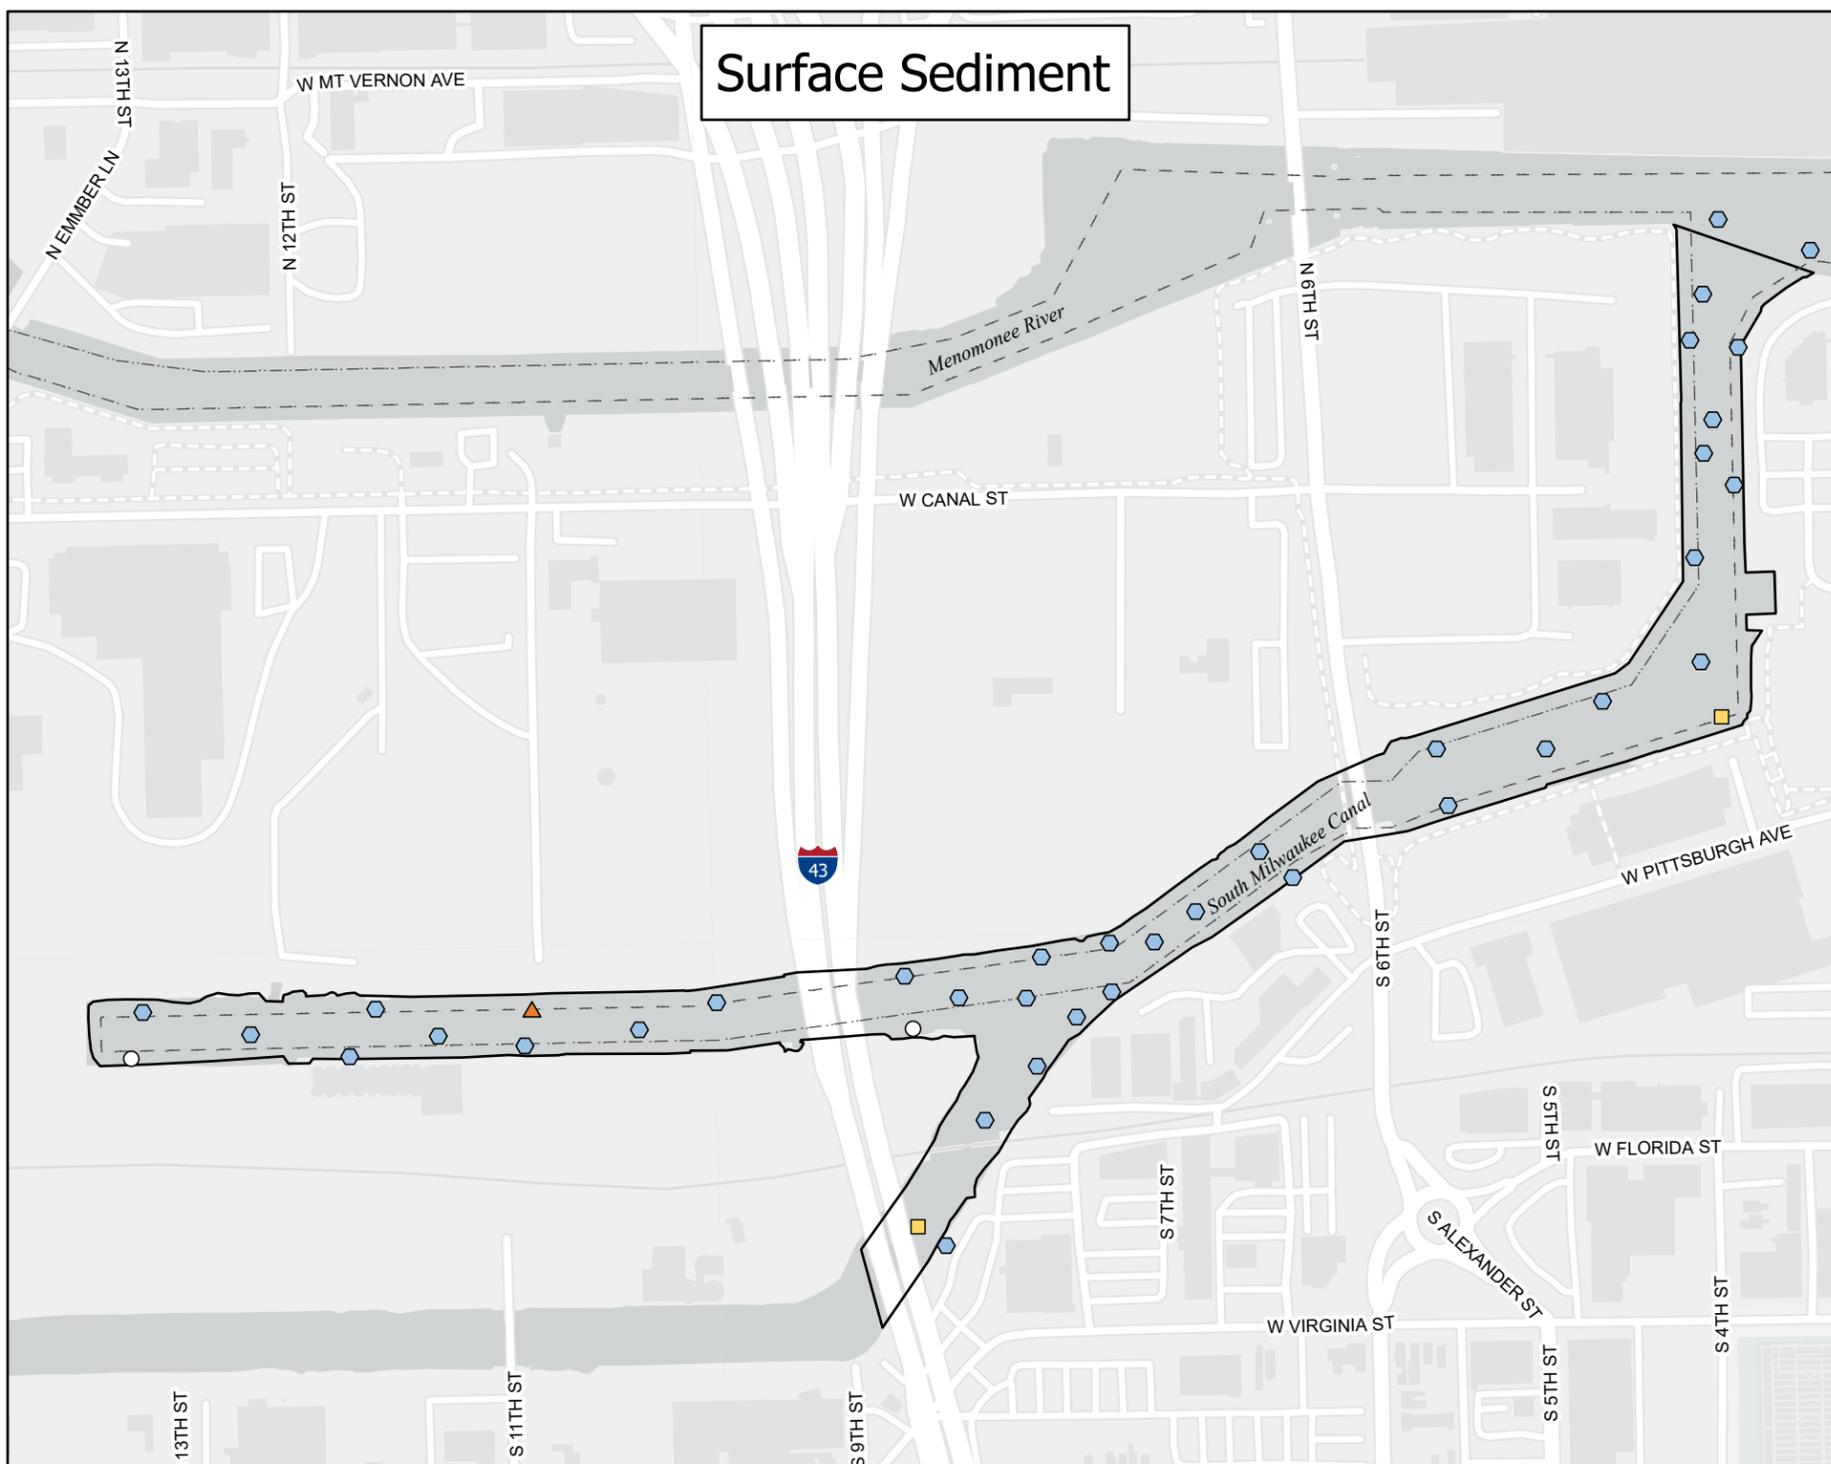 Surface Sediment
N 13TH ST
W MT VERNON AVE
N EMMBER LN
N 12TH ST
N 6TH ST
Menomonee River
W CANAL ST
South Milwaukee Canal
W PITTSBURGH AVE
43
S 6TH ST
S 5TH ST
W FLORIDA ST
S 7TH ST
S ALEXANDER ST
W VIRGINIA ST
S 4TH ST
S 5TH ST
13TH ST
S 11TH ST
S 9TH ST